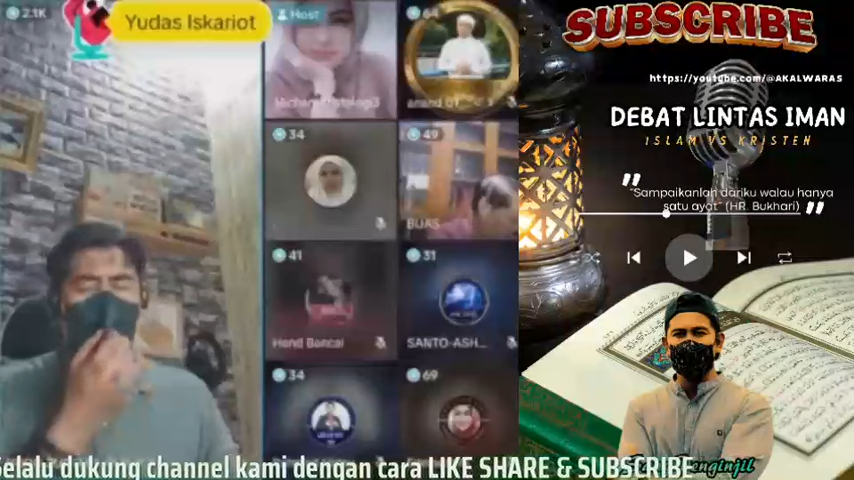 2.1K
Yudas Iskariot
Host
64
34
49
BUAS
41
31
SANTO-ASH...
34
69
SUBSCRIBE
https://youtube.com/@AKALWARAS
DEBAT LINTAS IMAN
ISLAM VS KRISTEN
"Sampaikanlah dariku walau hanya
satu ayat" (HR. Bukhari)
Selalu dukung channel kami dengan cara LIKE SHARE & SUBSCRIBE